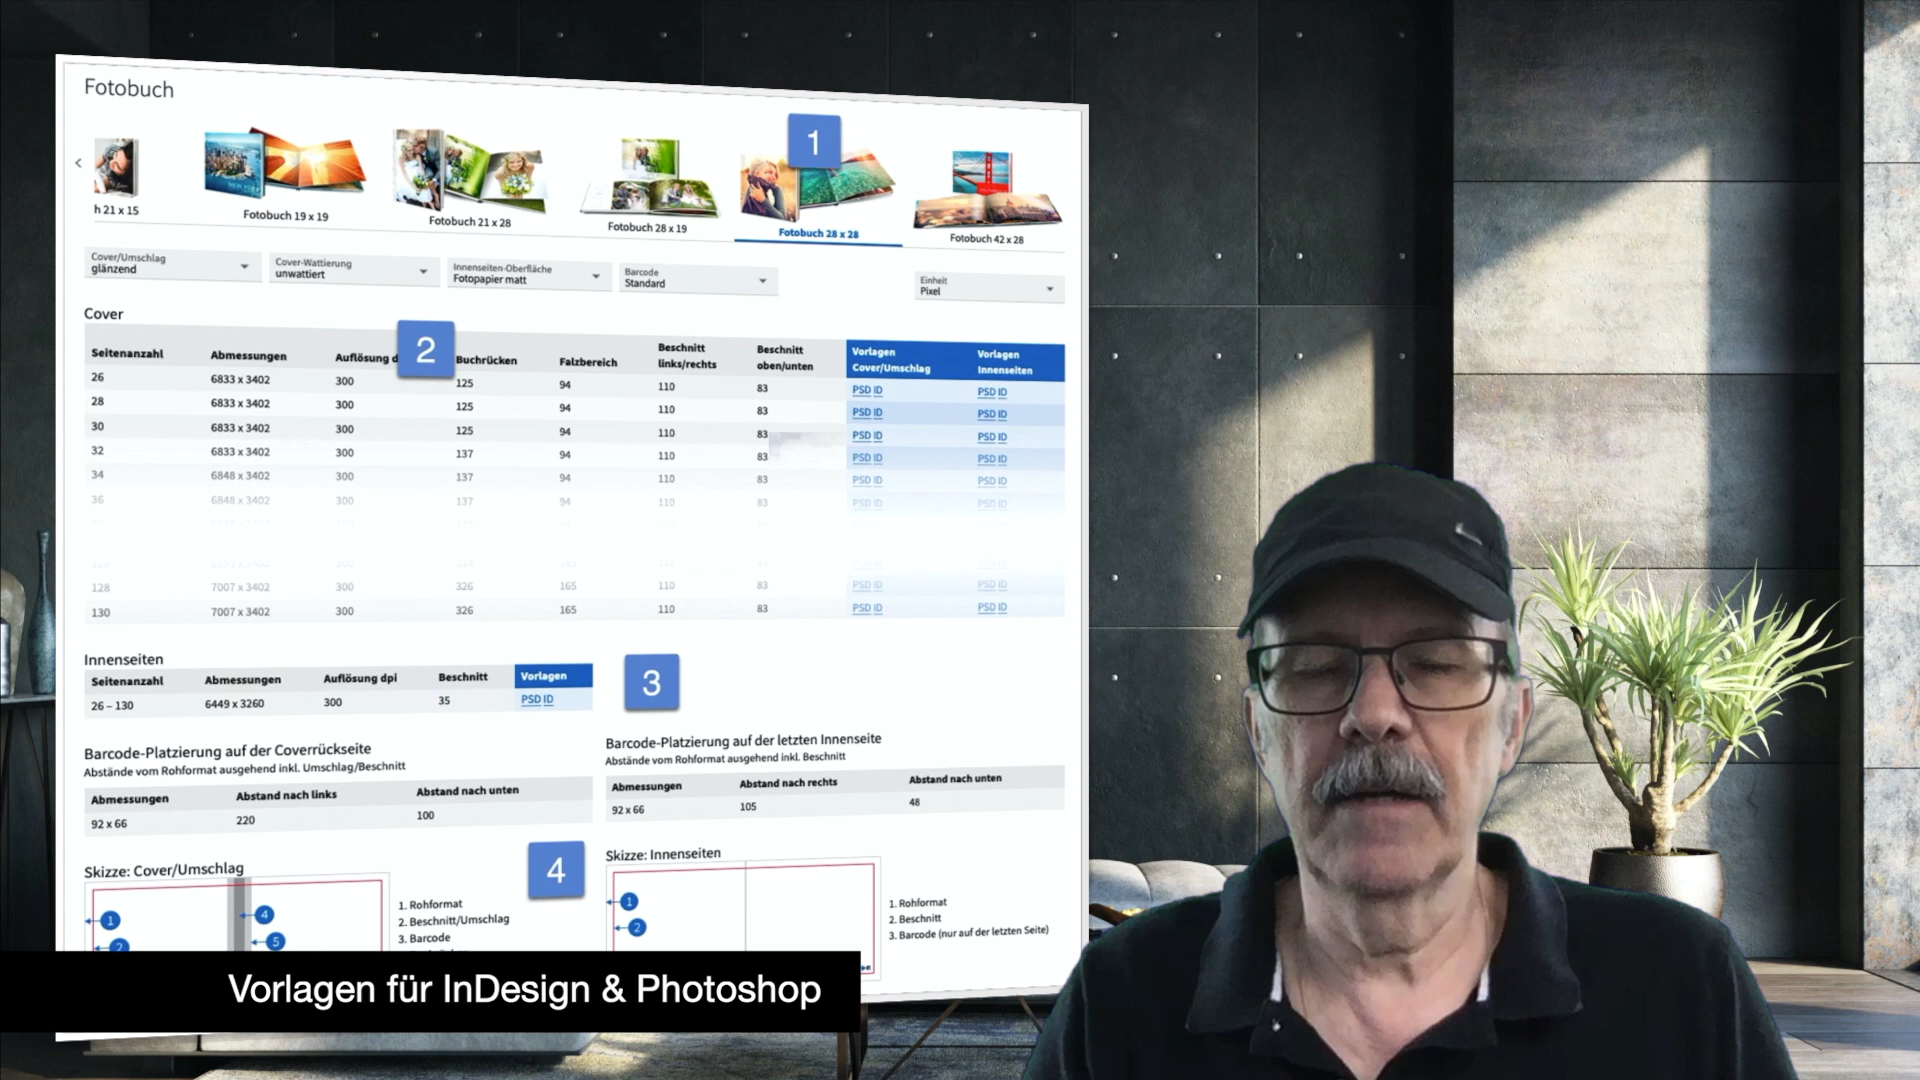 Fotobuch
1
h 21 x 15
Fotobuch 19 x 19
Fotobuch 21 x 28
Fotobuch 28 x 19
Fotobuch 28 x 28
Fotobuch 42 x 28
Cover/Umschlag
glänzend
Cover-Wattierung
unwattiert
Innenseiten-Oberfläche
Fotopapier matt
Barcode
Standard
Einheit
Pixel
Cover
2
Seitenanzahl Abmessungen Auflösung Buchrücken Falzbereich Beschnitt links/rechts Beschnitt oben/unten Vorlagen Cover/Umschlag Vorlagen Innenseiten
26 6833 x 3402 300 125 94 110 83 PSD ID PSD ID
28 6833 x 3402 300 125 94 110 83 PSD ID PSD ID
30 6833 x 3402 300 125 94 110 83 PSD ID PSD ID
32 6833 x 3402 300 137 94 110 83 PSD ID PSD ID
34 6848 x 3402 300 137 94 110 83 PSD ID PSD ID
36 6848 x 3402 300 137 94 110 83 PSD ID PSD ID
128 7007 x 3402 300 326 165 110 83 PSD ID PSD ID
130 7007 x 3402 300 326 165 110 83 PSD ID PSD ID
Innenseiten
Seitenanzahl Abmessungen Auflösung dpi Beschnitt Vorlagen
26 – 130 6449 x 3260 300 35 PSD ID
3
Barcode-Platzierung auf der Coverrückseite
Abstände vom Rohformat ausgehend inkl. Umschlag/Beschnitt
Abmessungen Abstand nach links Abstand nach unten
92 x 66 220 100
Barcode-Platzierung auf der letzten Innenseite
Abstände vom Rohformat ausgehend inkl. Beschnitt
Abmessungen Abstand nach rechts Abstand nach unten
92 x 66 105 48
4
Skizze: Cover/Umschlag
1
2
4
5
1. Rohformat
2. Beschnitt/Umschlag
3. Barcode
Skizze: Innenseiten
1
2
1. Rohformat
2. Beschnitt
3. Barcode (nur auf der letzten Seite)
Vorlagen für InDesign & Photoshop